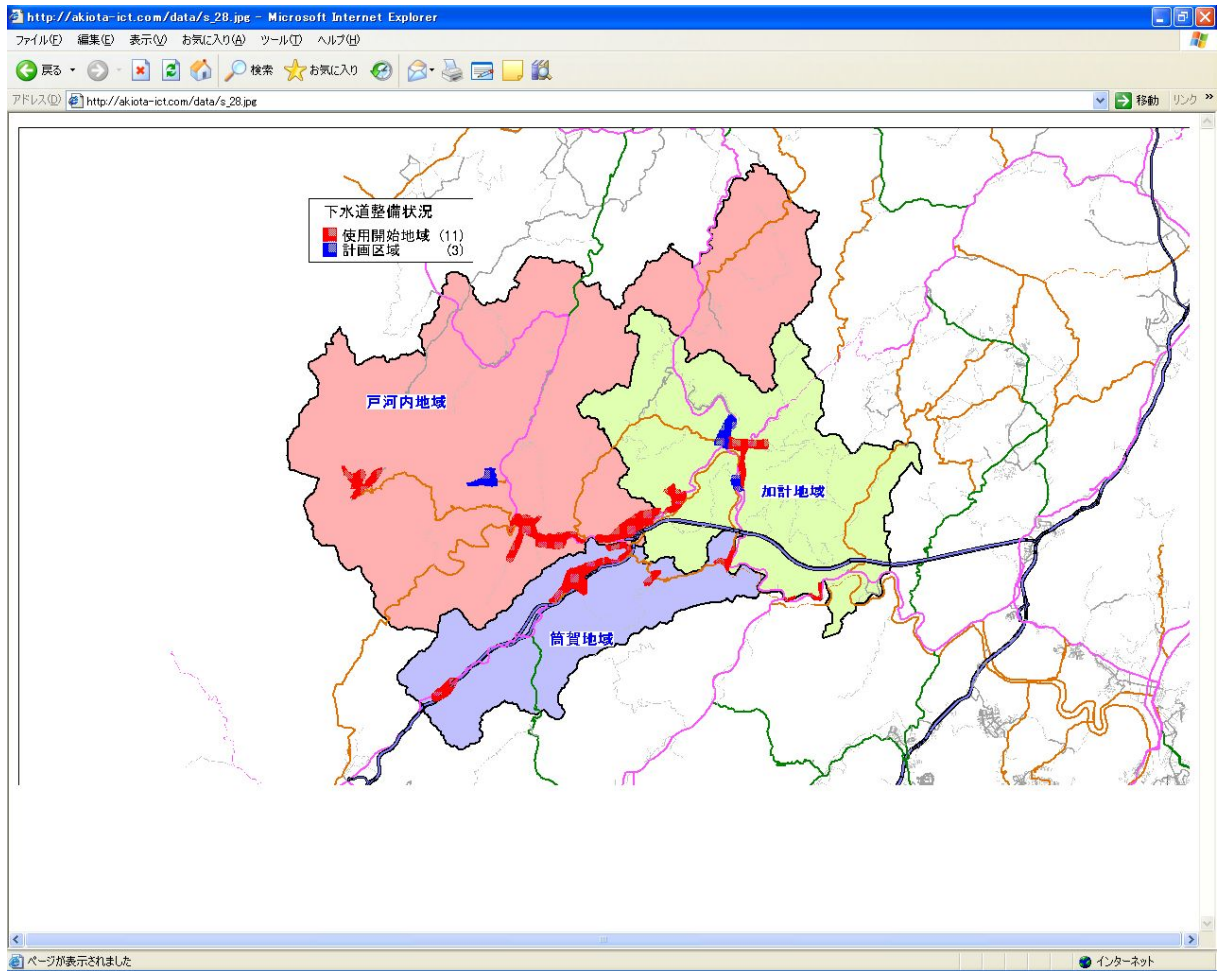 http://akiota-ict.com/data/s_28.jpg - Microsoft Internet Explorer
ファイル(F) 編集(E) 表示(V) お気に入り(A) ツール(T) ヘルプ(H)
戻る 検索 お気に入り
アドレス(D) http://akiota-ict.com/data/s_28.jpg 移動 リンク »
下水道整備状況
使用開始地域 (11)
計画区域 (3)
戸河内地域
加計地域
筒賀地域
ページが表示されました インターネット